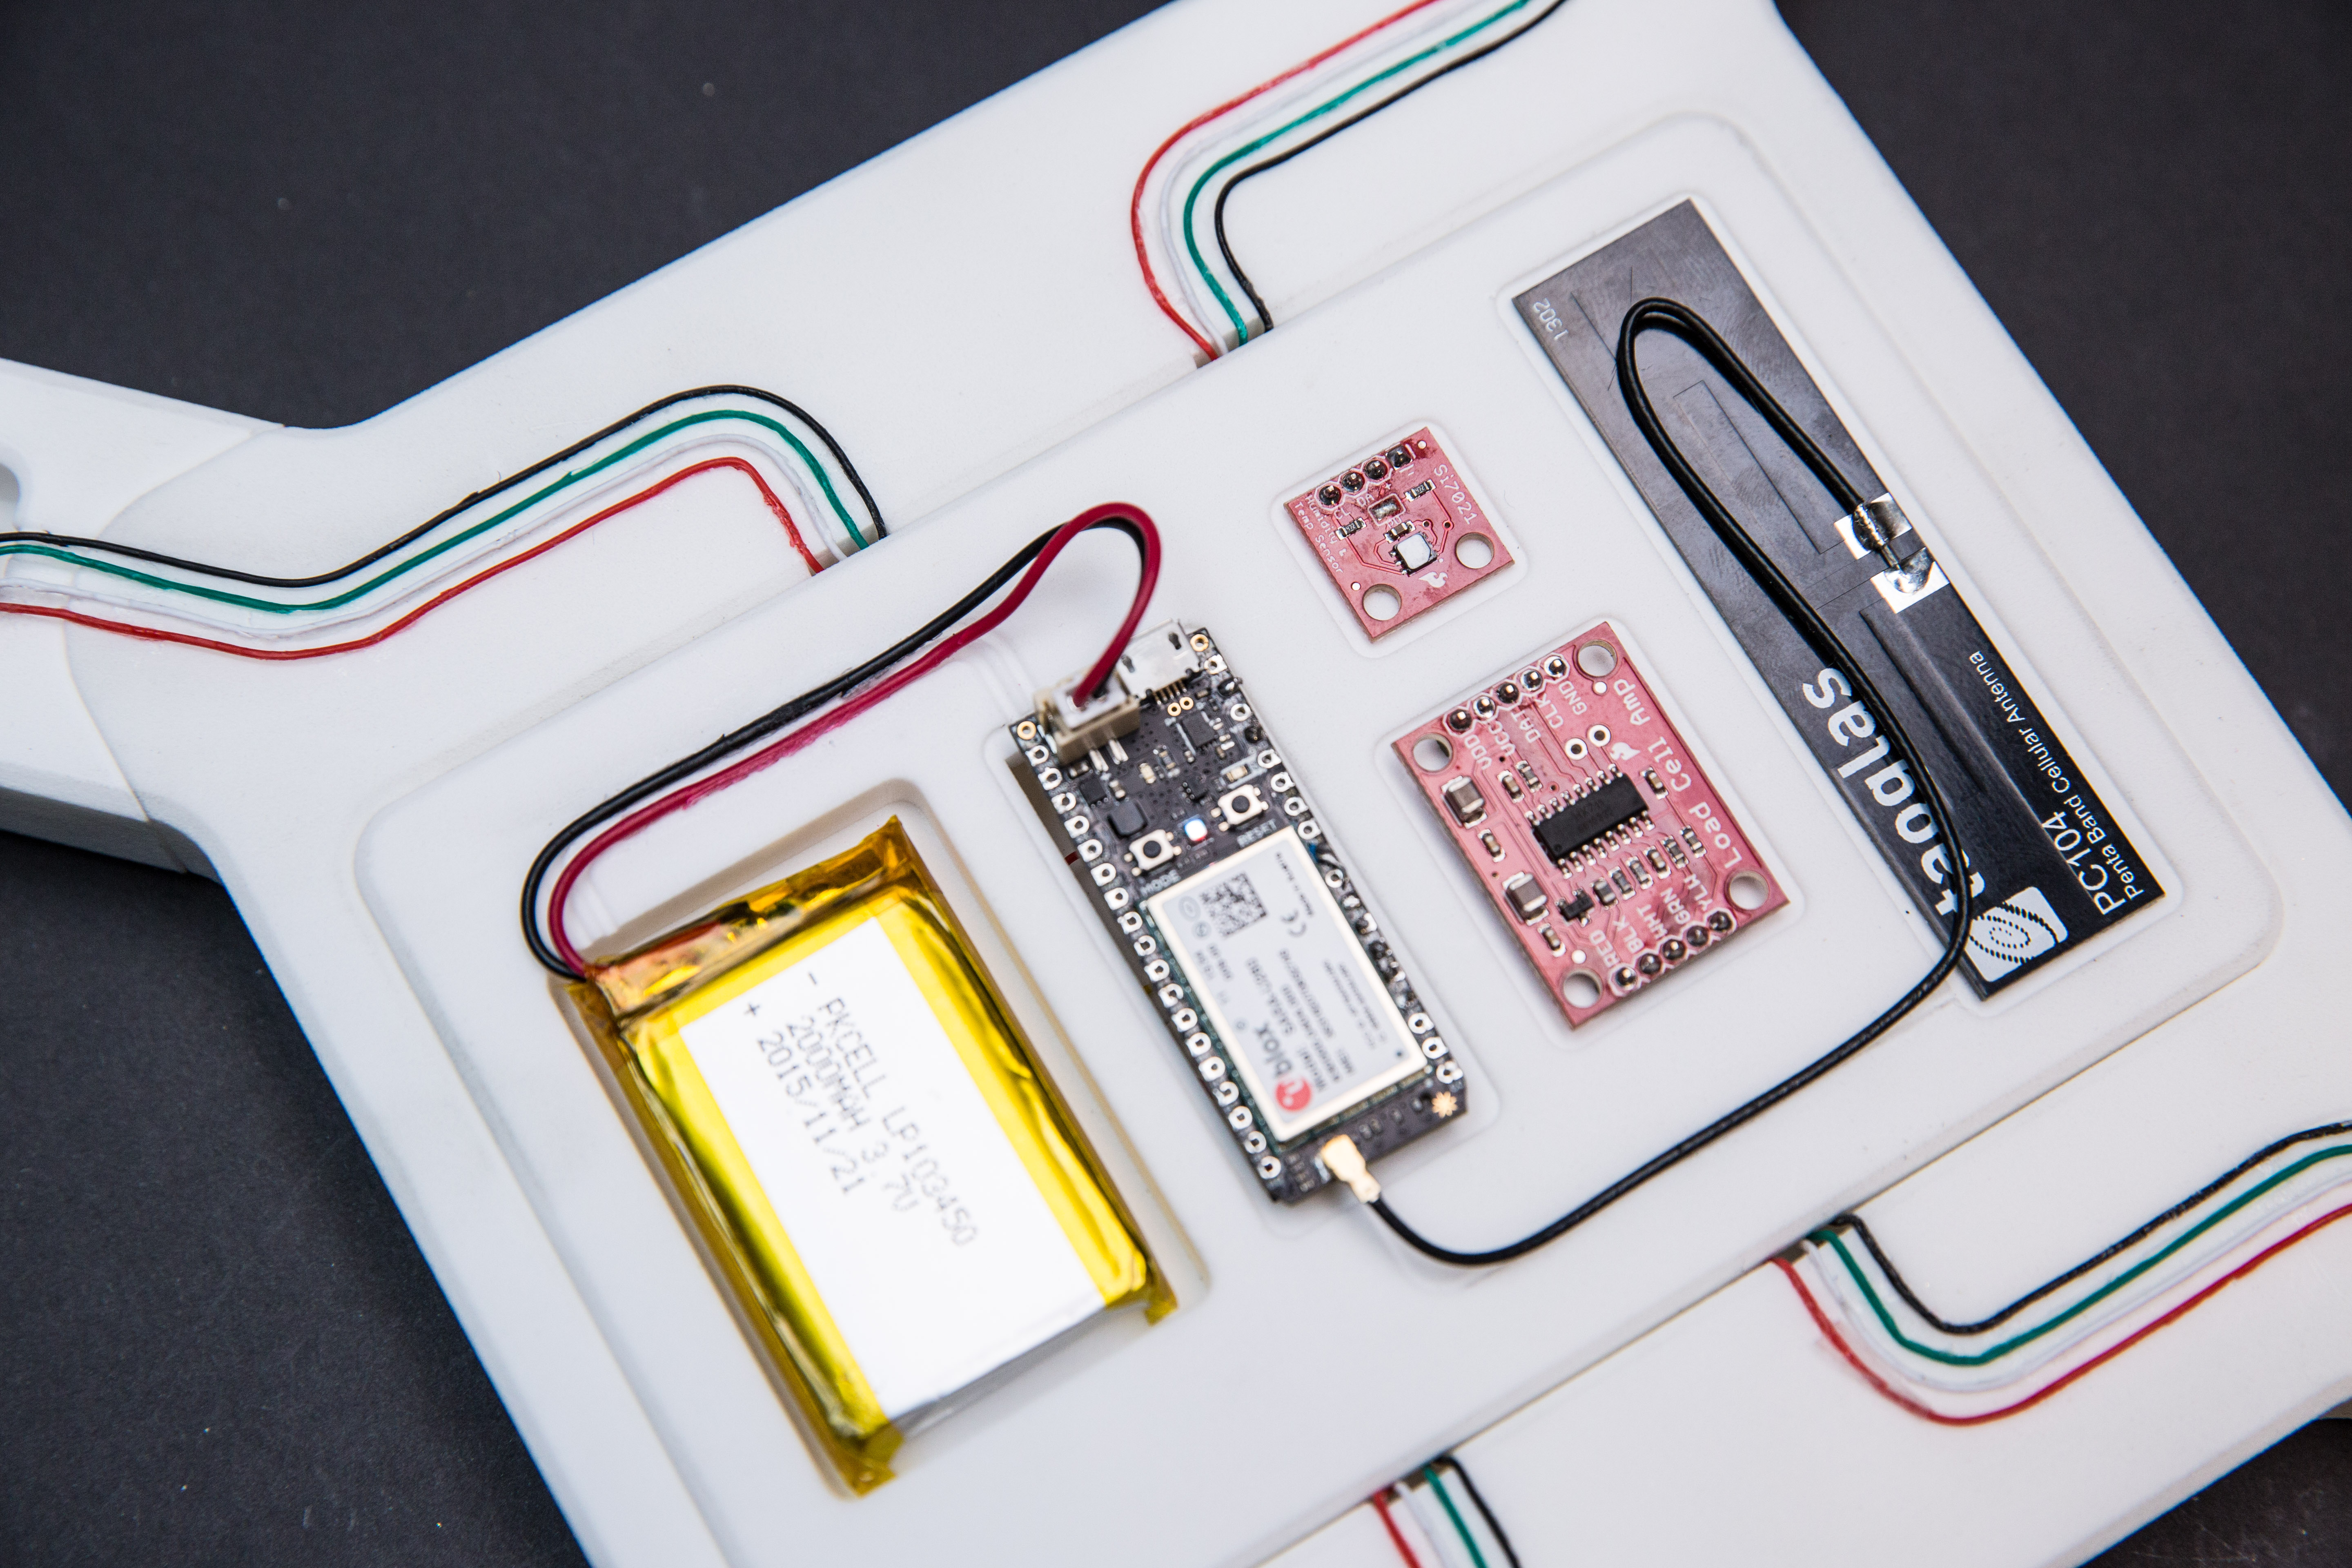 - PKCELL LP103450
2000MAH 3.7V
+ 2015/11/21
MODE
RESET
blox
Si7021
Humidity &
Temp Sensor
VDD
VCC
DAT
CLK
GND
Load Cell Amp
RED
BLK
WHT
GRN
YLW
1302
taoglas
PC104
Penta Band Cellular Antenna